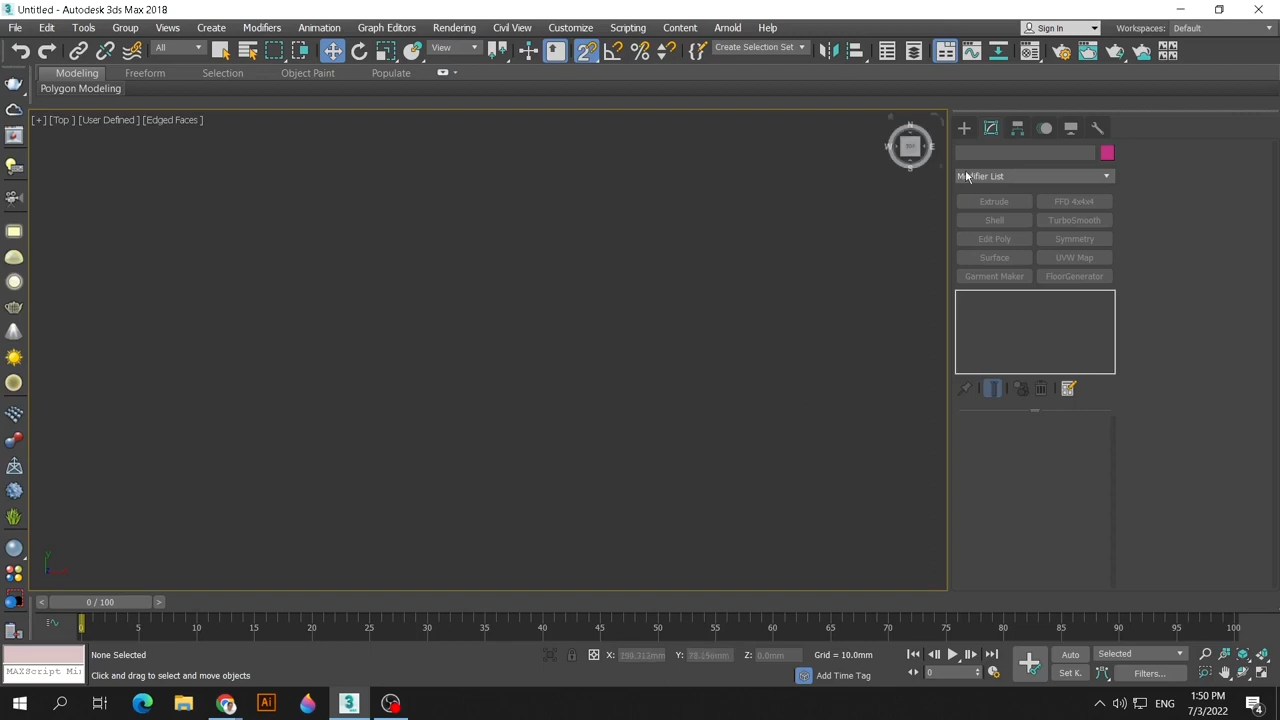 Untitled - Autodesk 3ds Max 2018
File Edit Tools Group Views Create Modifiers Animation Graph Editors Rendering Civil View Customize Scripting Content Arnold Help Sign In Workspaces: Default
All View Create Selection Set
Modeling Freeform Selection Object Paint Populate
Polygon Modeling
[+] [Top ] [User Defined ] [Edged Faces ]
N
W E
S
Modifier List
Extrude FFD 4x4x4
Shell TurboSmooth
Edit Poly Symmetry
Surface UVW Map
Garment Maker FloorGenerator
y
0 / 100
0 5 10 15 20 25 30 35 40 45 50 55 60 65 70 75 80 85 90 95 100
None Selected X: Y: Z: 0.0mm Grid = 10.0mm Auto Selected
MAXScript Mi Click and drag to select and move objects Add Time Tag 0 Set K. Filters...
Ai 3 ENG 1:50 PM
7/3/2022 4